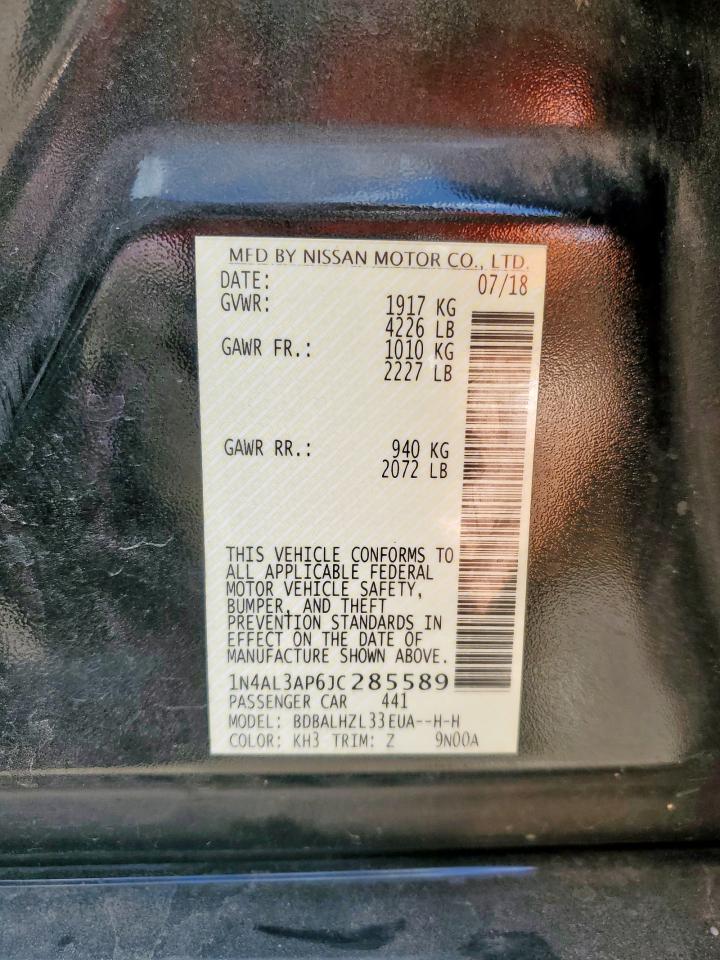 MFD BY NISSAN MOTOR CO., LTD.
DATE: 07/18
GVWR: 1917 KG
4226 LB
GAWR FR.: 1010 KG
2227 LB
GAWR RR.: 940 KG
2072 LB
THIS VEHICLE CONFORMS TO
ALL APPLICABLE FEDERAL
MOTOR VEHICLE SAFETY,
BUMPER, AND THEFT
PREVENTION STANDARDS IN
EFFECT ON THE DATE OF
MANUFACTURE SHOWN ABOVE.
1N4AL3AP6JC285589
PASSENGER CAR 441
MODEL: BDBALHZL33EUA--H-H
COLOR: KH3 TRIM: Z 9N00A